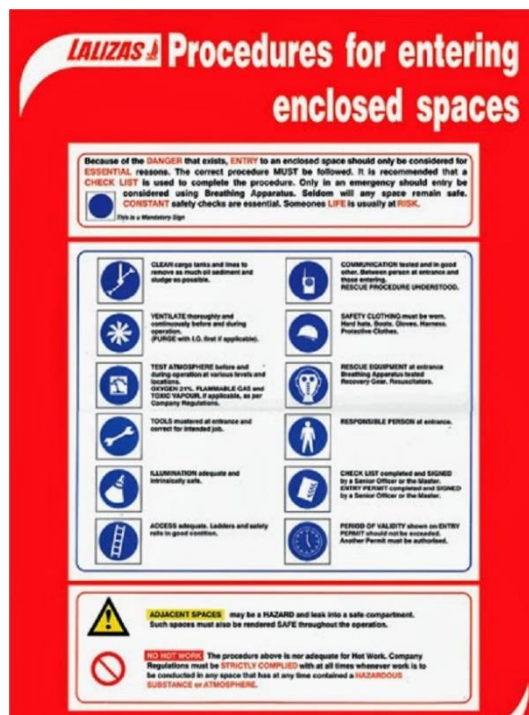 LALIZAS
Procedures for entering
enclosed spaces
Because of the DANGER that exists, ENTRY to an enclosed space should only be considered for
ESSENTIAL reasons. The correct procedure MUST be followed. It is recommended that a
CHECK LIST is used to complete the procedure. Only in an emergency should entry be
considered using Breathing Apparatus. Seldom will any space remain safe.
CONSTANT safety checks are essential. Someones LIFE is usually at RISK.
This is a Mandatory Sign
CLEAN cargo tanks and lines to
remove as much oil sediment and
sludge as possible.
VENTILATE thoroughly and
continuously before and during
operation.
(PURGE with I.G. first if applicable).
TEST ATMOSPHERE before and
during operation at various levels and
locations.
OXYGEN 21%. FLAMMABLE GAS and
TOXIC VAPOUR, if applicable, as per
Company Regulations.
TOOLS mustered at entrance and
correct for intended job.
ILLUMINATION adequate and
intrinsically safe.
ACCESS adequate. Ladders and safety
rails in good condition.
COMMUNICATION tested and in good
other. Between person at entrance and
those entering.
RESCUE PROCEDURE UNDERSTOOD.
SAFETY CLOTHING must be worn.
Hard hats. Boots. Gloves. Harness.
Protective Clothes.
RESCUE EQUIPMENT at entrance
Breathing Apparatus tested
Recovery Gear. Resuscitators.
RESPONSIBLE PERSON at entrance.
CHECK LIST completed and SIGNED
by a Senior Officer or the Master.
ENTRY PERMIT completed and SIGNED
by a Senior Officer or the Master.
PERIOD OF VALIDITY shown on ENTRY
PERMIT should not be exceeded.
Another Permit must be authorised.
ADJACENT SPACES may be a HAZARD and leak into a safe compartment.
Such spaces must also be rendered SAFE throughout the operation.
NO HOT WORK The procedure above is nor adequate for Hot Work. Company
Regulations must be STRICTLY COMPLIED with at all times whenever work is to
be conducted in any space that has at any time contained a HAZARDOUS
SUBSTANCE or ATMOSPHERE.